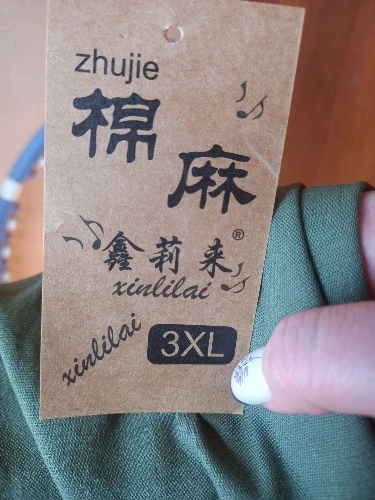 zhujie
棉麻
鑫莉来®
xinlilai
xinlilai
3XL